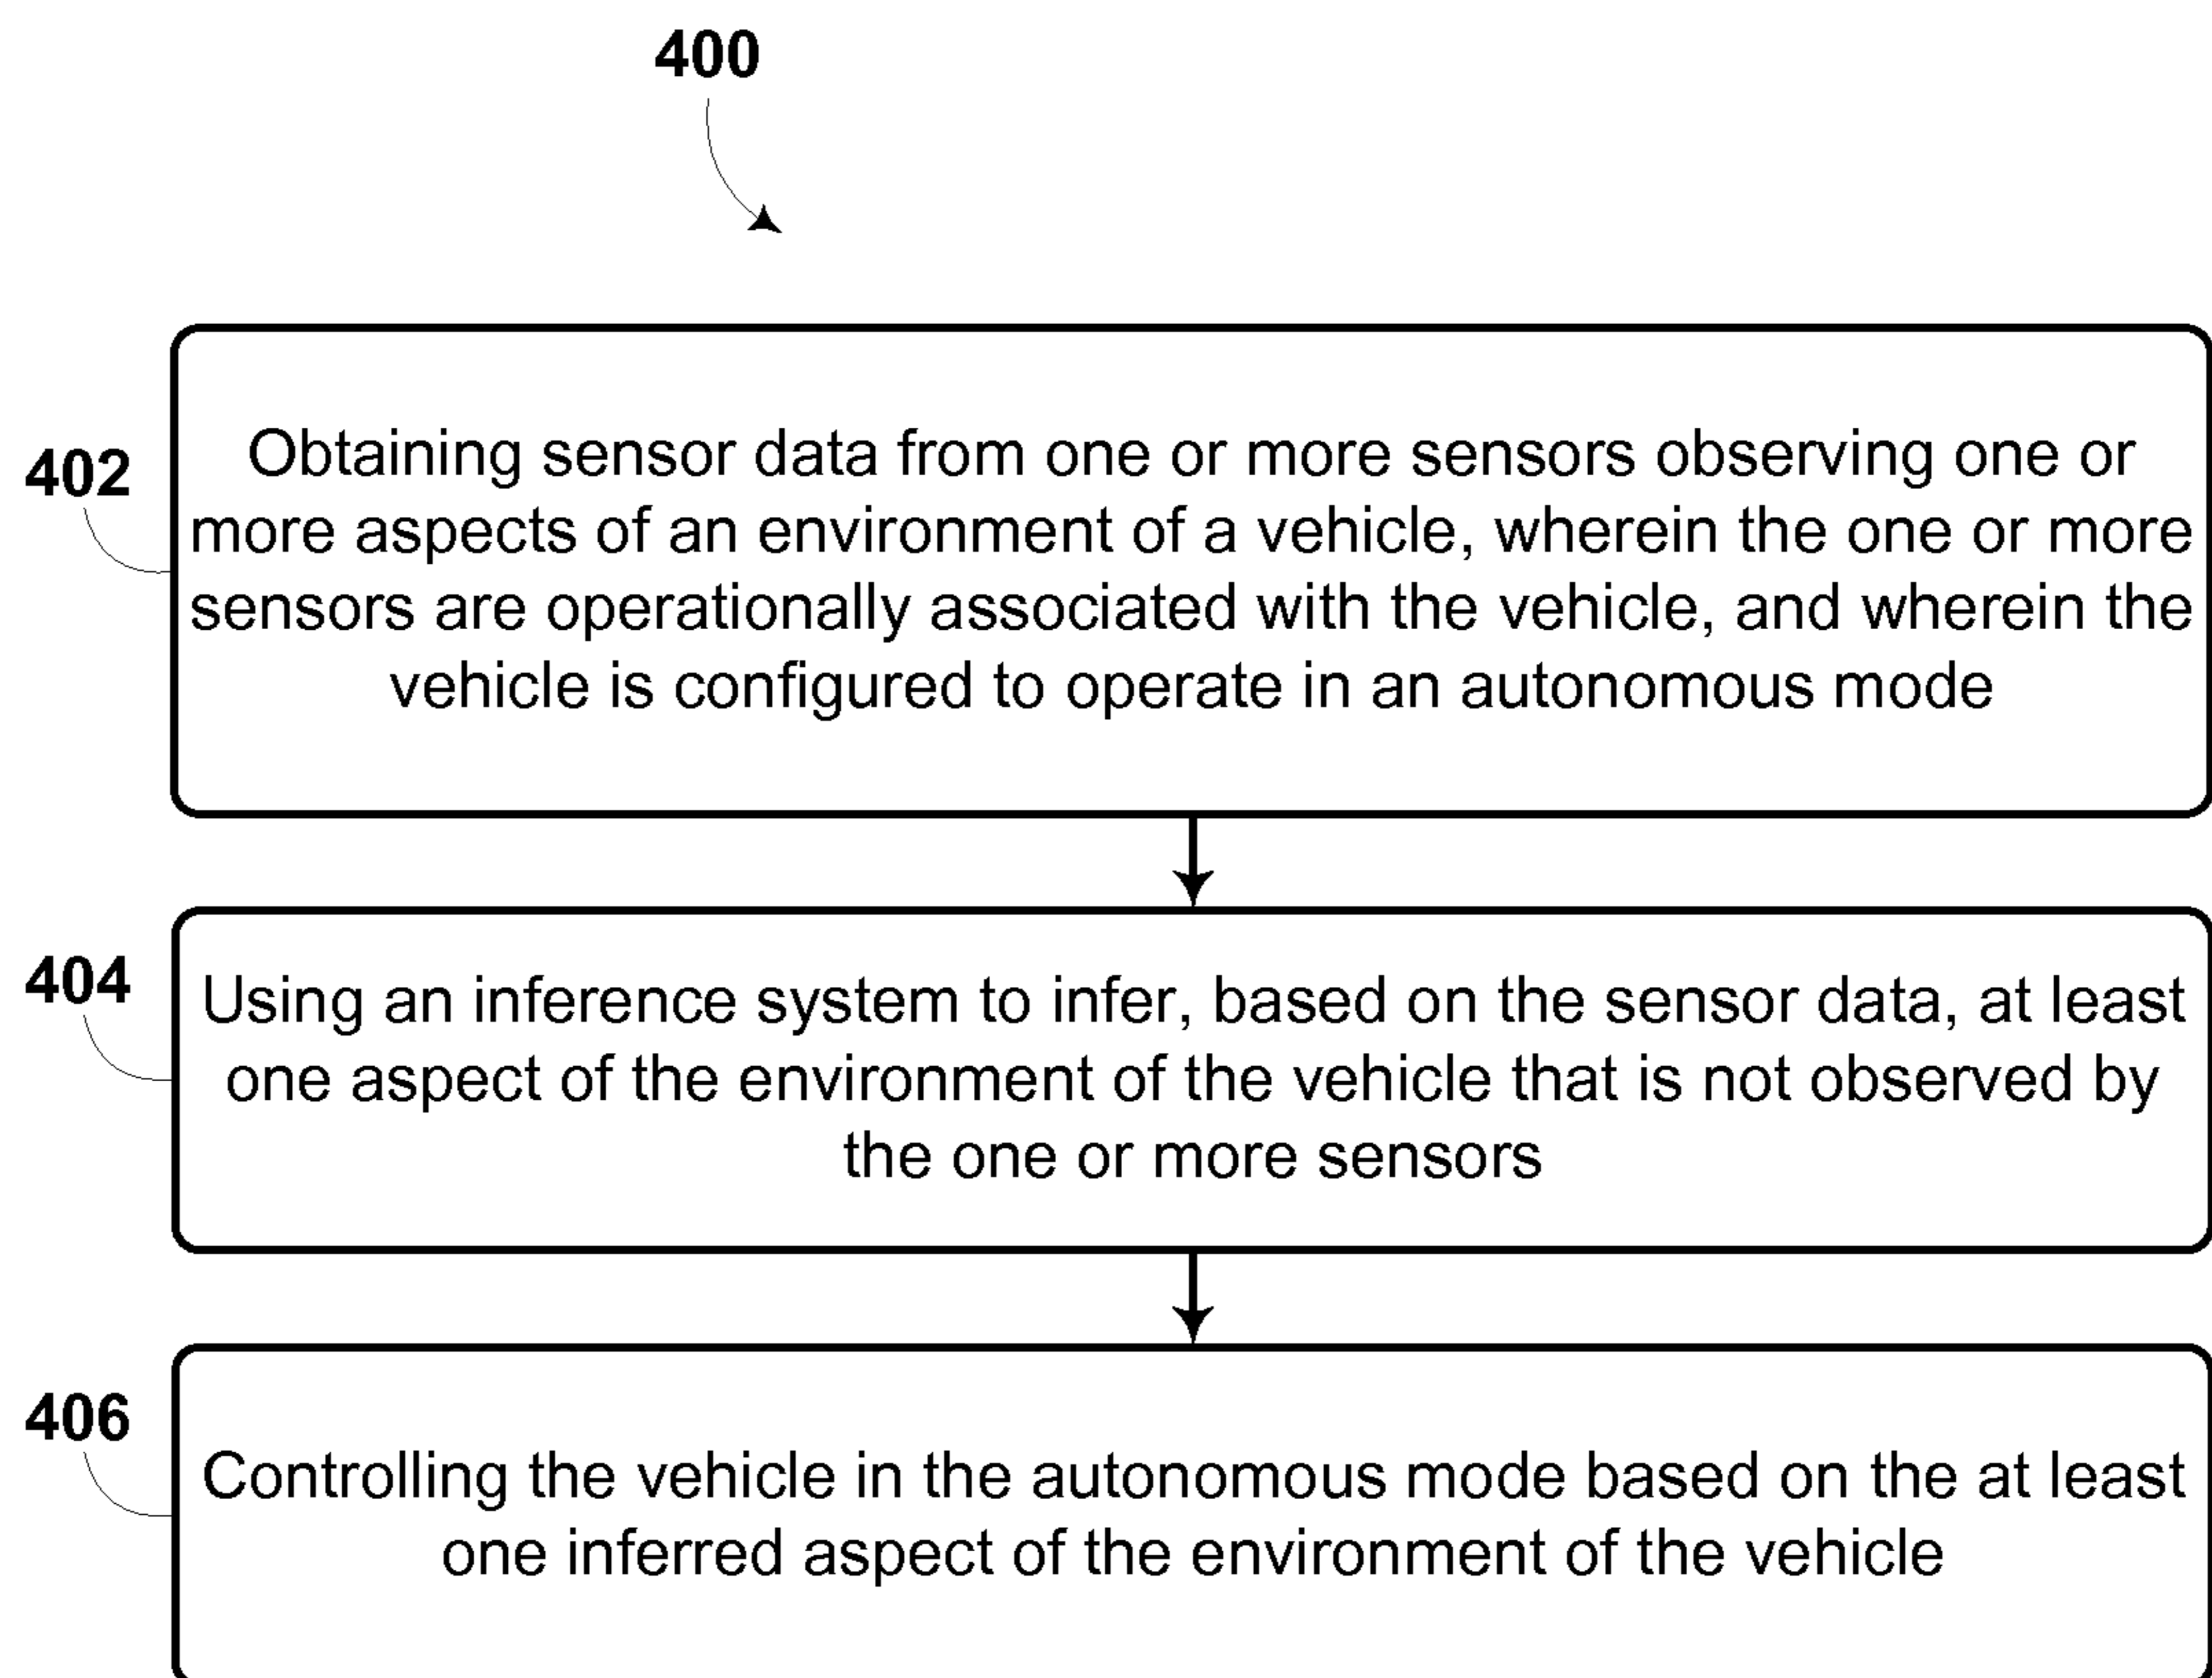 400
402
Obtaining sensor data from one or more sensors observing one or
more aspects of an environment of a vehicle, wherein the one or more
sensors are operationally associated with the vehicle, and wherein the
vehicle is configured to operate in an autonomous mode
404
Using an inference system to infer, based on the sensor data, at least
one aspect of the environment of the vehicle that is not observed by
the one or more sensors
406
Controlling the vehicle in the autonomous mode based on the at least
one inferred aspect of the environment of the vehicle